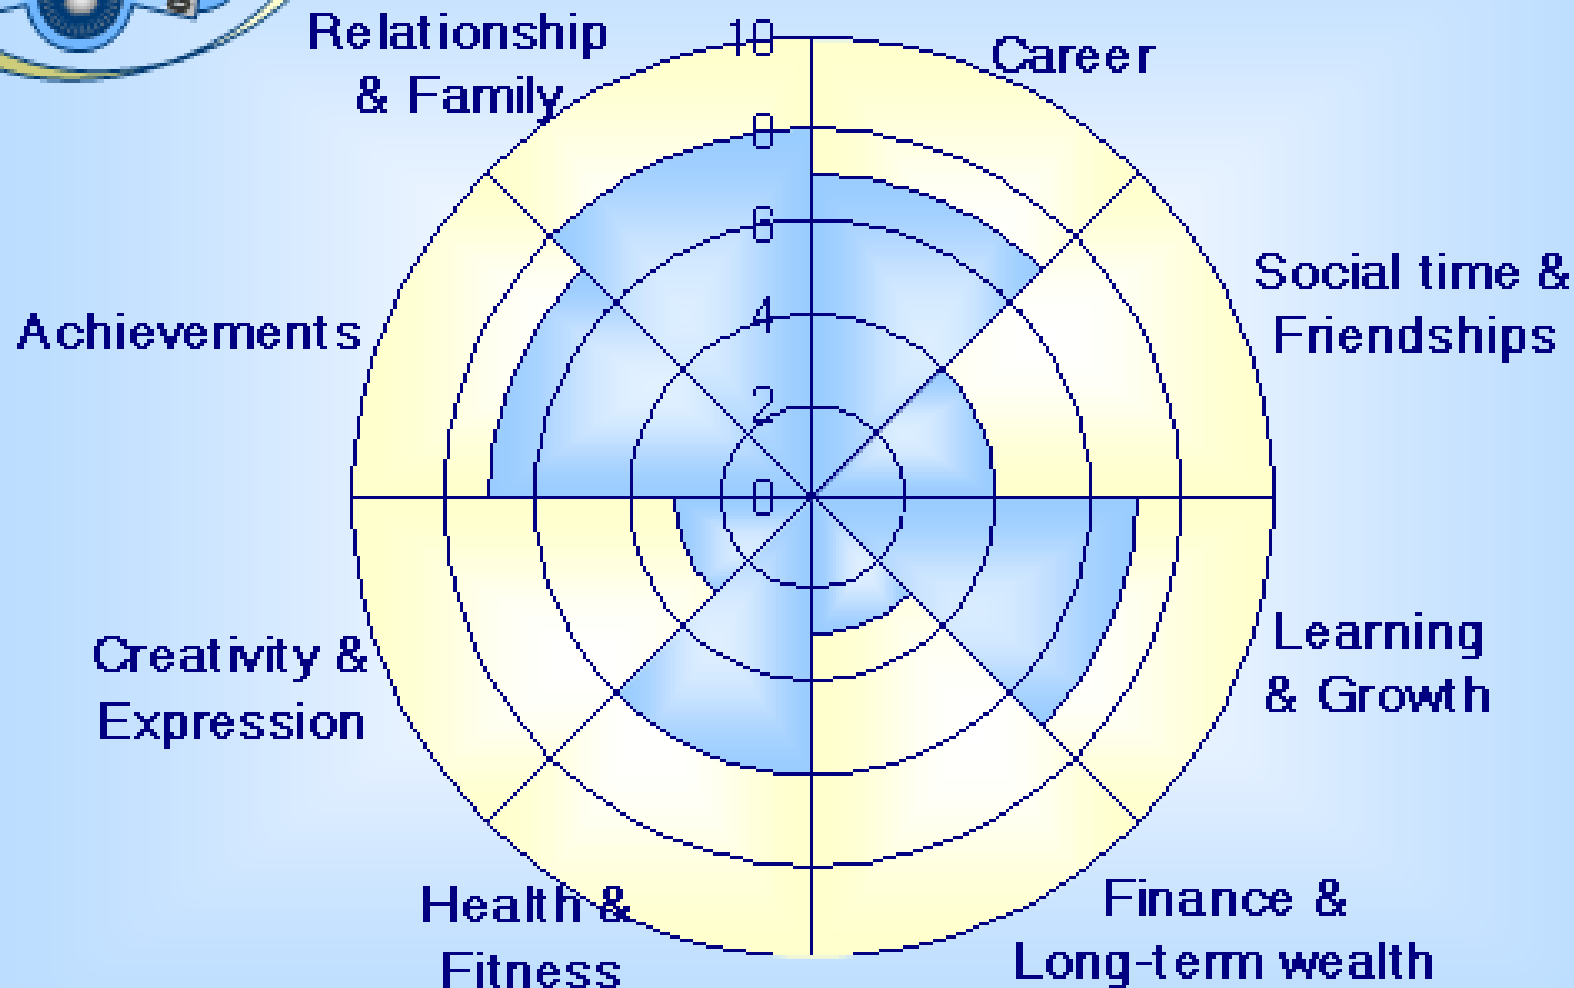 Relationship
& Family
Career
10
8
6
4
2
0
Social time &
Friendships
Achievements
Learning
& Growth
Creativity &
Expression
Health &
Fitness
Finance &
Long-term wealth